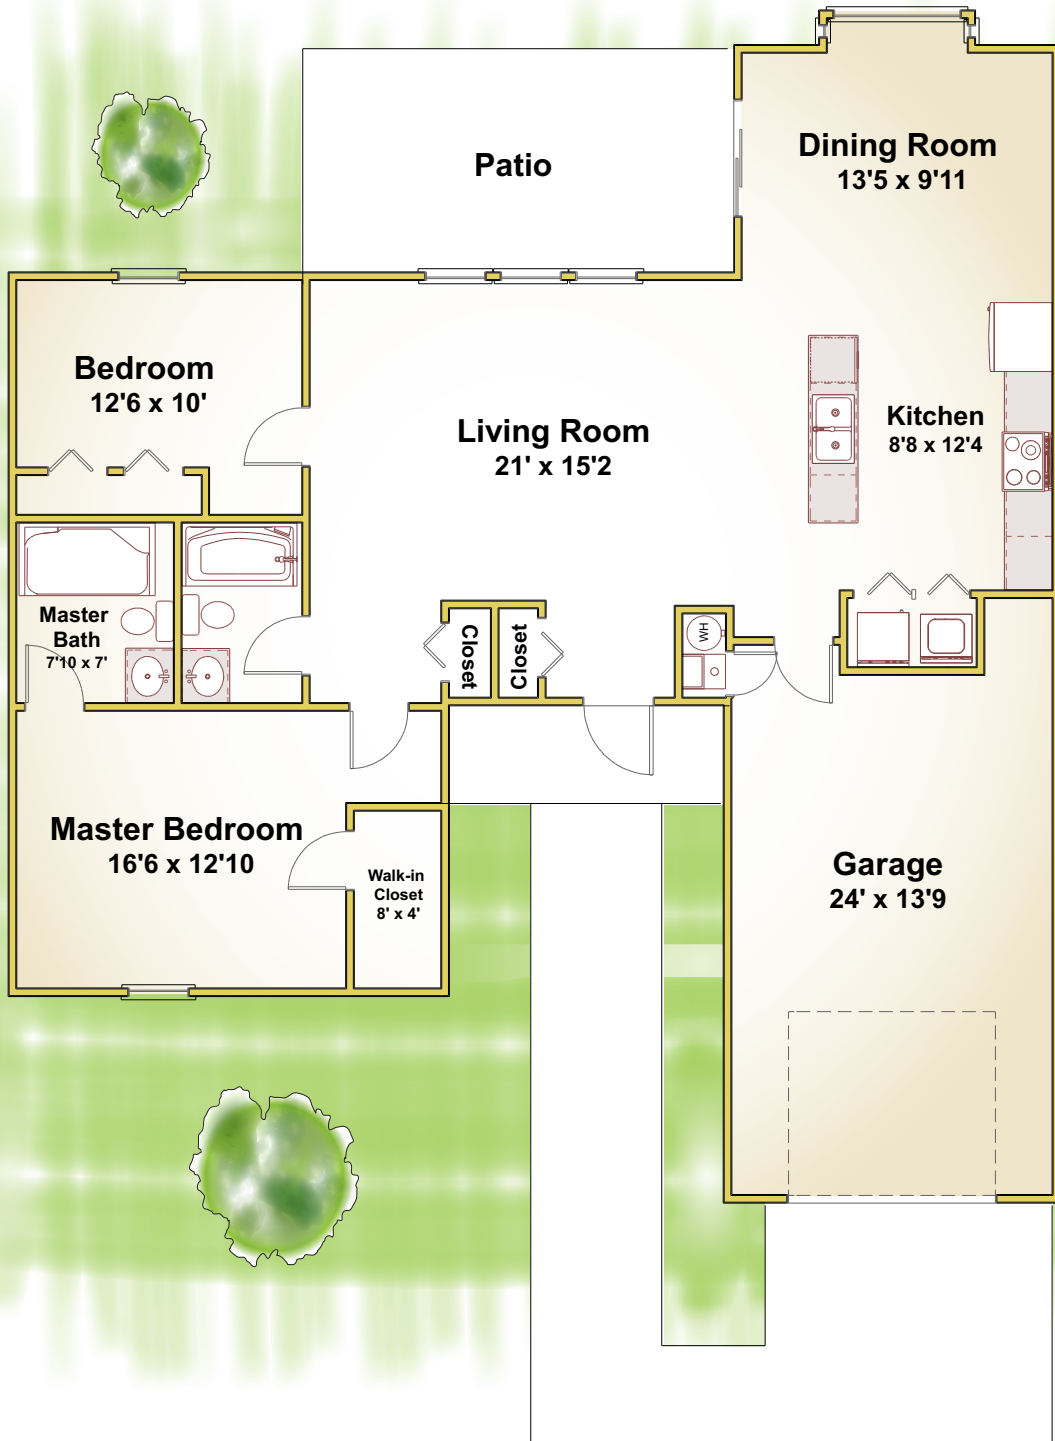 Patio
Dining Room
13'5 x 9'11
Bedroom
12'6 x 10'
Living Room
21' x 15'2
Kitchen
8'8 x 12'4
Master
Bath
7'10 x 7'
Closet
Closet
WH
Master Bedroom
16'6 x 12'10
Walk-in
Closet
8' x 4'
Garage
24' x 13'9